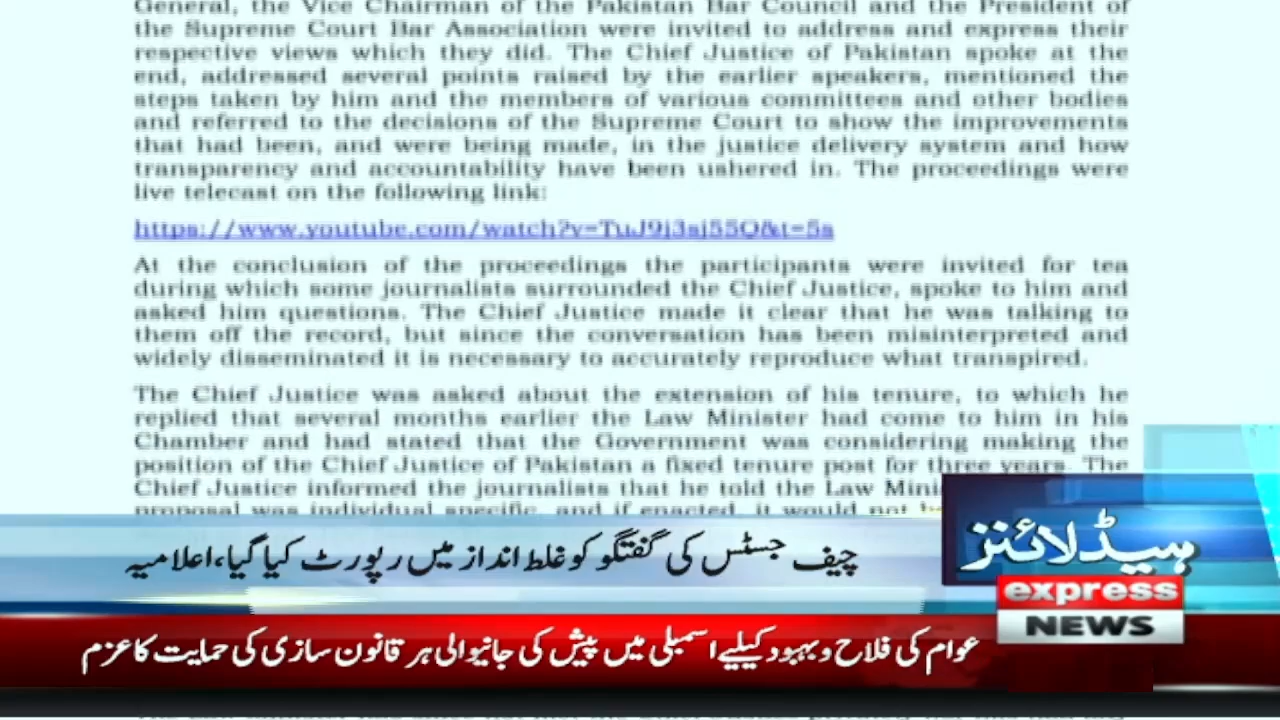 General, the Vice Chairman of the Pakistan Bar Council and the President of
the Supreme Court Bar Association were invited to address and express their
respective views which they did. The Chief Justice of Pakistan spoke at the
end, addressed several points raised by the earlier speakers, mentioned the
steps taken by him and the members of various committees and other bodies
and referred to the decisions of the Supreme Court to show the improvements
that had been, and were being made, in the justice delivery system and how
transparency and accountability have been ushered in. The proceedings were
live telecast on the following link:
https://www.youtube.com/watch?v=TuJ9j3sj55Q&t=5s
At the conclusion of the proceedings the participants were invited for tea
during which some journalists surrounded the Chief Justice, spoke to him and
asked him questions. The Chief Justice made it clear that he was talking to
them off the record, but since the conversation has been misinterpreted and
widely disseminated it is necessary to accurately reproduce what transpired.
The Chief Justice was asked about the extension of his tenure, to which he
replied that several months earlier the Law Minister had come to him in his
Chamber and had stated that the Government was considering making the
position of the Chief Justice of Pakistan a fixed tenure post for three years. The
Chief Justice informed the journalists that he told the Law
proposal was individual specific, and if enacted, it would not
ہیڈلائنز
چیف جسٹس کی گفتگو کو غلط انداز میں رپورٹ کیا گیا، اعلامیہ
express
NEWS
عوام کی فلاح و بہبود کیلیے اسمبلی میں پیش کی جانیوالی ہر قانون سازی کی حمایت کا عزم